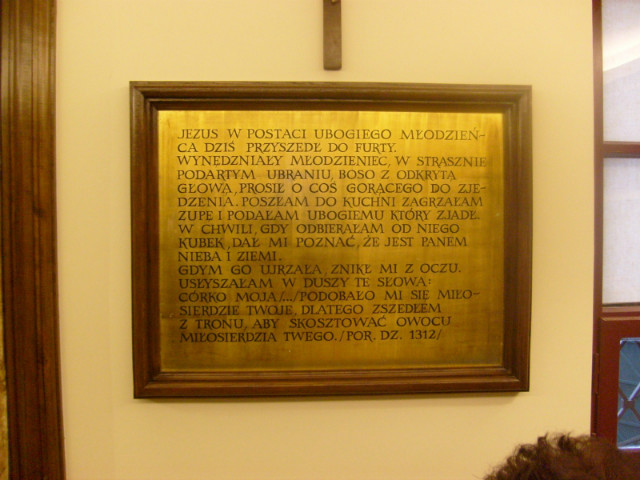 JEZUS W POSTACI UBOGIEGO MŁODZIEŃ-
CA DZIŚ PRZYSZEDŁ DO FURTY.
WYNĘDZNIAŁY MŁODZIENIEC, W STRASZNIE
PODARTYM UBRANIU, BOSO Z ODKRYTĄ
GŁOWĄ, PROSIŁ O COŚ GORĄCEGO DO ZJE-
DZENIA. POSZŁAM DO KUCHNI ZAGRZAŁAM
ZUPĘ I PODAŁAM UBOGIEMU KTÓRY ZJADŁ.
W CHWILI, GDY ODBIERAŁAM OD NIEGO
KUBEK, DAŁ MI POZNAĆ, ŻE JEST PANEM
NIEBA I ZIEMI.
GDYM GO UJRZAŁA, ZNIKŁ MI Z OCZU.
USŁYSZAŁAM W DUSZY TE SŁOWA:
CÓRKO MOJA/.../PODOBAŁO MI SIĘ MIŁO-
SIERDZIE TWOJE, DLATEGO ZSZEDŁEM
Z TRONU, ABY SKOSZTOWAĆ OWOCU
MIŁOSIERDZIA TWEGO./POR. DZ. 1312/